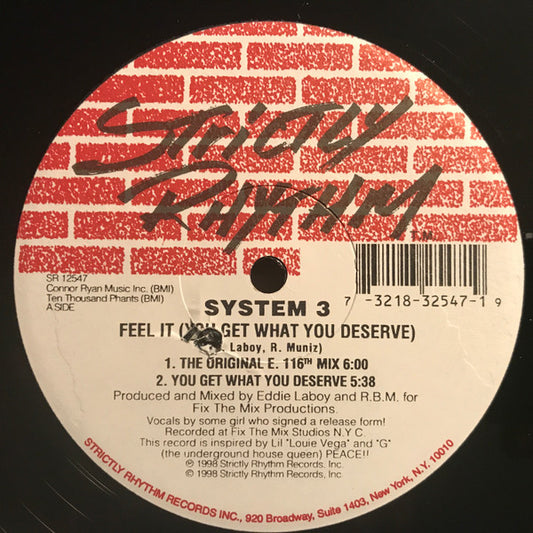 STRICTLY
RHYTHM
TM
SR 12547
Connor Ryan Music Inc. (BMI)
Ten Thousand Phants (BMI)
A SIDE
7 -3218-32547-1 9
SYSTEM 3
FEEL IT (YOU GET WHAT YOU DESERVE)
Laboy, R. Muniz)
1. THE ORIGINAL E. 116TH MIX 6:00
2. YOU GET WHAT YOU DESERVE 5:38
Produced and Mixed by Eddie Laboy and R.B.M. for
Fix The Mix Productions.
Vocals by some girl who signed a release form!
Recorded at Fix The Mix Studios N.Y C.
This record is inspired by Lil "Louie Vega" and "G"
(the underground house queen) PEACE!!
℗ 1998 Strictly Rhythm Records, Inc.
© 1998 Strictly Rhythm Records, Inc.
STRICTLY RHYTHM RECORDS INC., 920 Broadway, Suite 1403, New York, N.Y. 10010